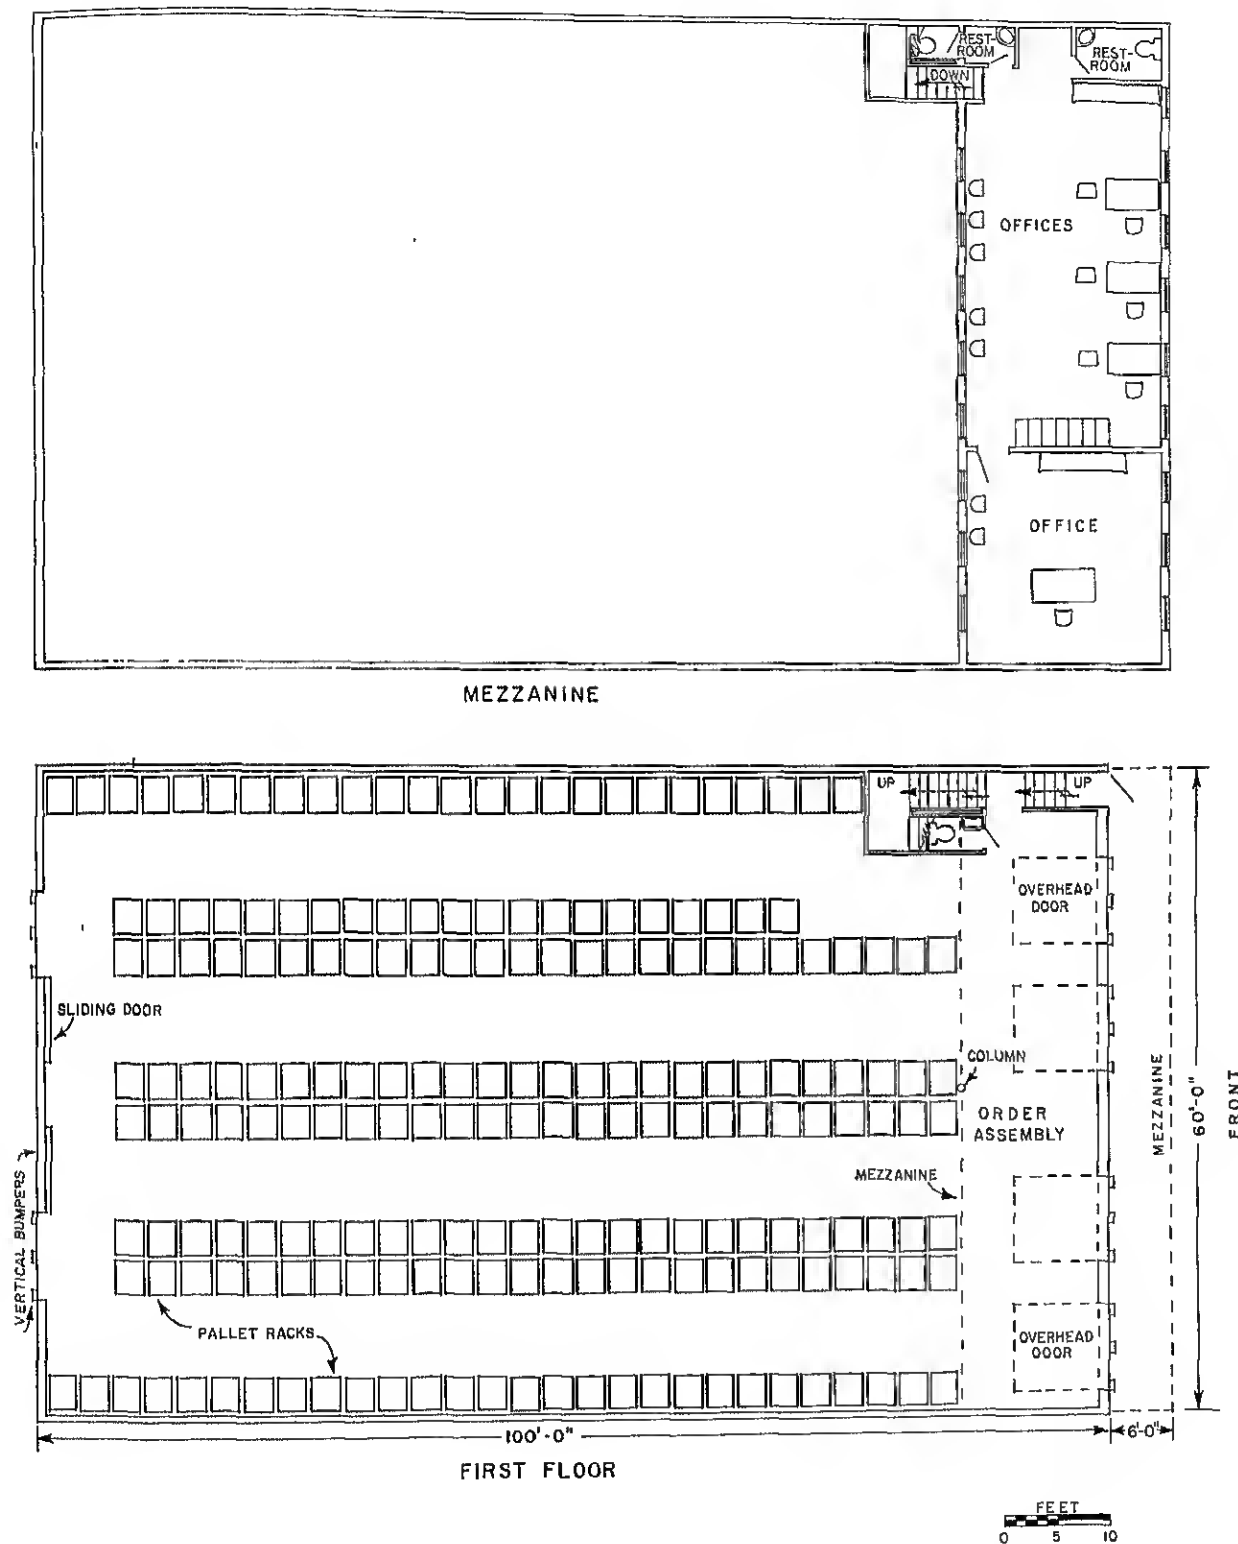 REST-
ROOM
REST-
ROOM
DOWN
OFFICES
OFFICE
MEZZANINE
UP
UP
OVERHEAD
DOOR
SLIDING DOOR
COLUMN
ORDER
ASSEMBLY
MEZZANINE
MEZZANINE
60'-0"
FRONT
VERTICAL BUMPERS
PALLET RACKS
OVERHEAD
DOOR
100'-0"
6'-0"
FIRST FLOOR
FEET
0 5 10